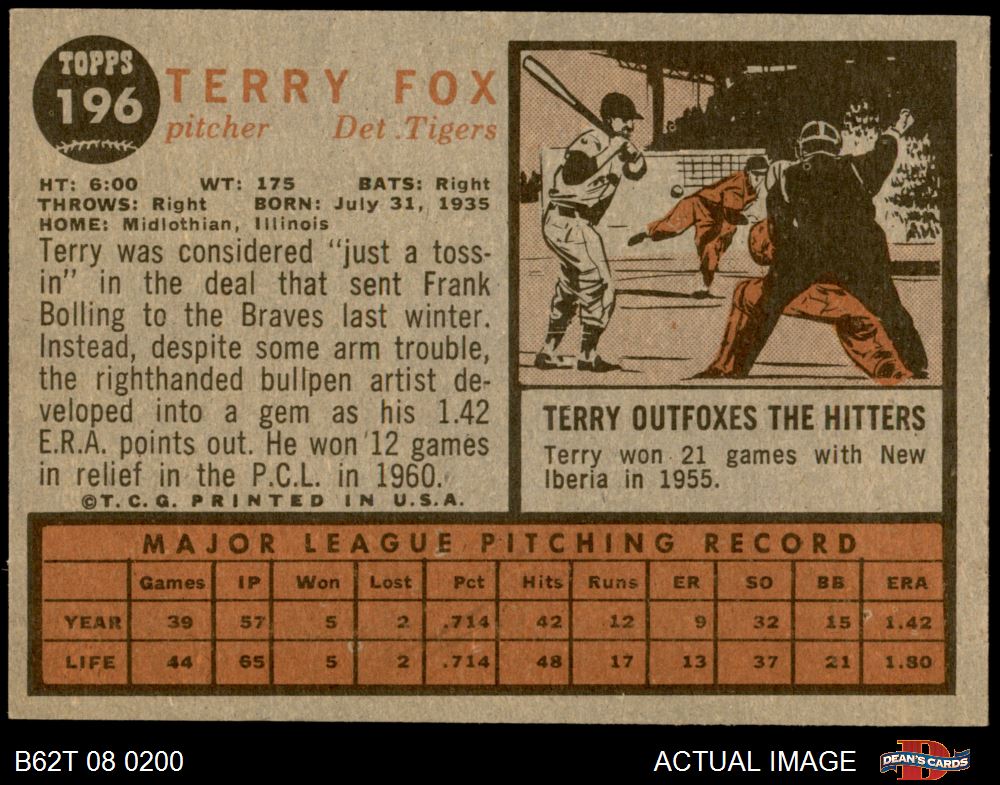 TOPPS
196
TERRY FOX
pitcher Det. Tigers
HT: 6:00 WT: 175 BATS: Right
THROWS: Right BORN: July 31, 1935
HOME: Midlothian, Illinois
Terry was considered "just a toss-
in" in the deal that sent Frank
Bolling to the Braves last winter.
Instead, despite some arm trouble,
the righthanded bullpen artist de-
veloped into a gem as his 1.42
E.R.A. points out. He won 12 games
in relief in the P.C.L. in 1960.
©T.C.G. PRINTED IN U.S.A.
TERRY OUTFOXES THE HITTERS
Terry won 21 games with New
Iberia in 1955.
MAJOR LEAGUE PITCHING RECORD
Games IP Won Lost Pct Hits Runs ER SO BB ERA
YEAR 39 57 5 2 .714 42 12 9 32 15 1.42
LIFE 44 65 5 2 .714 48 17 13 37 21 1.80
B62T 08 0200 ACTUAL IMAGE DEAN'S CARDS